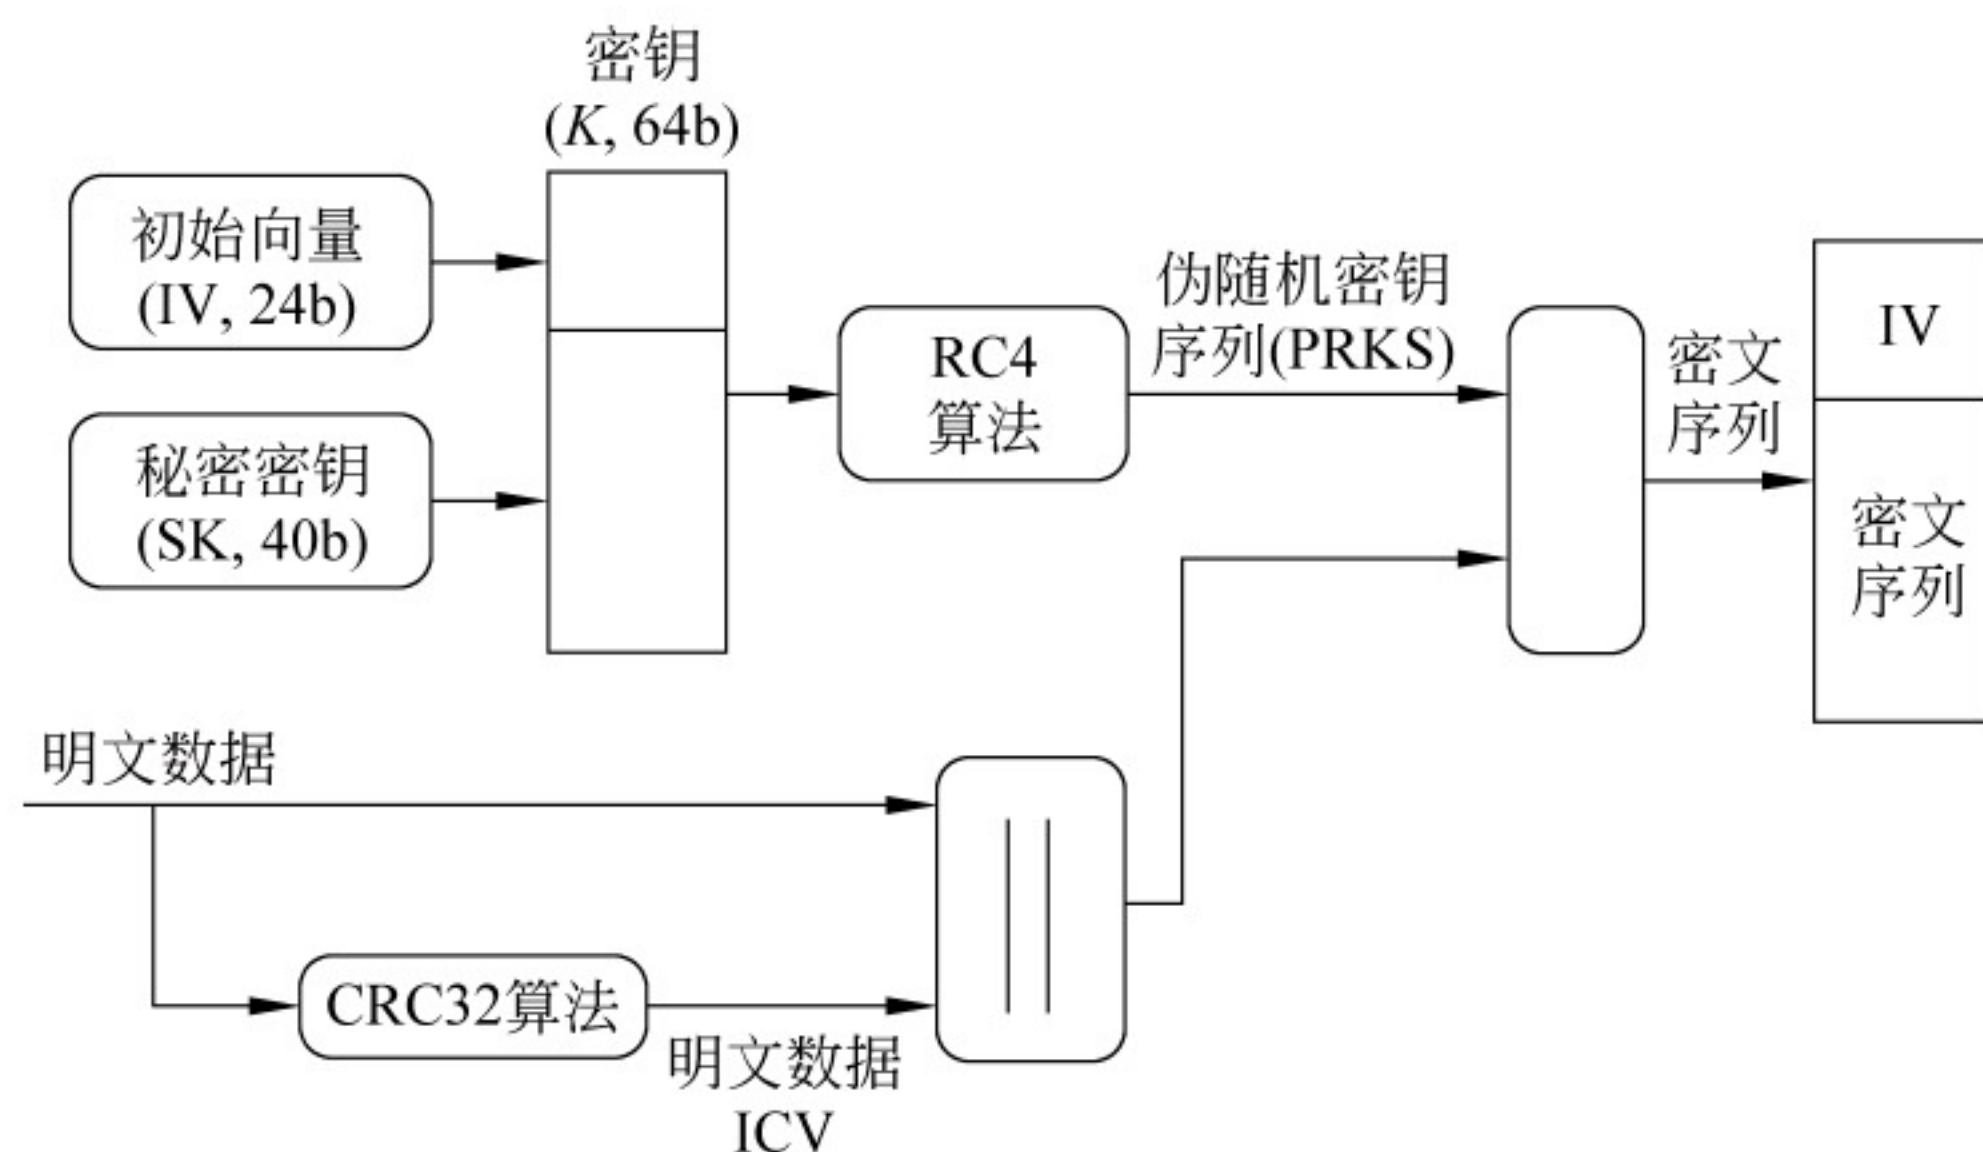 密钥
(K, 64b)
初始向量
(IV, 24b)
秘密密钥
(SK, 40b)
RC4
算法
伪随机密钥
序列(PRKS)
密文
序列
IV
密文
序列
明文数据
CRC32算法
明文数据
ICV